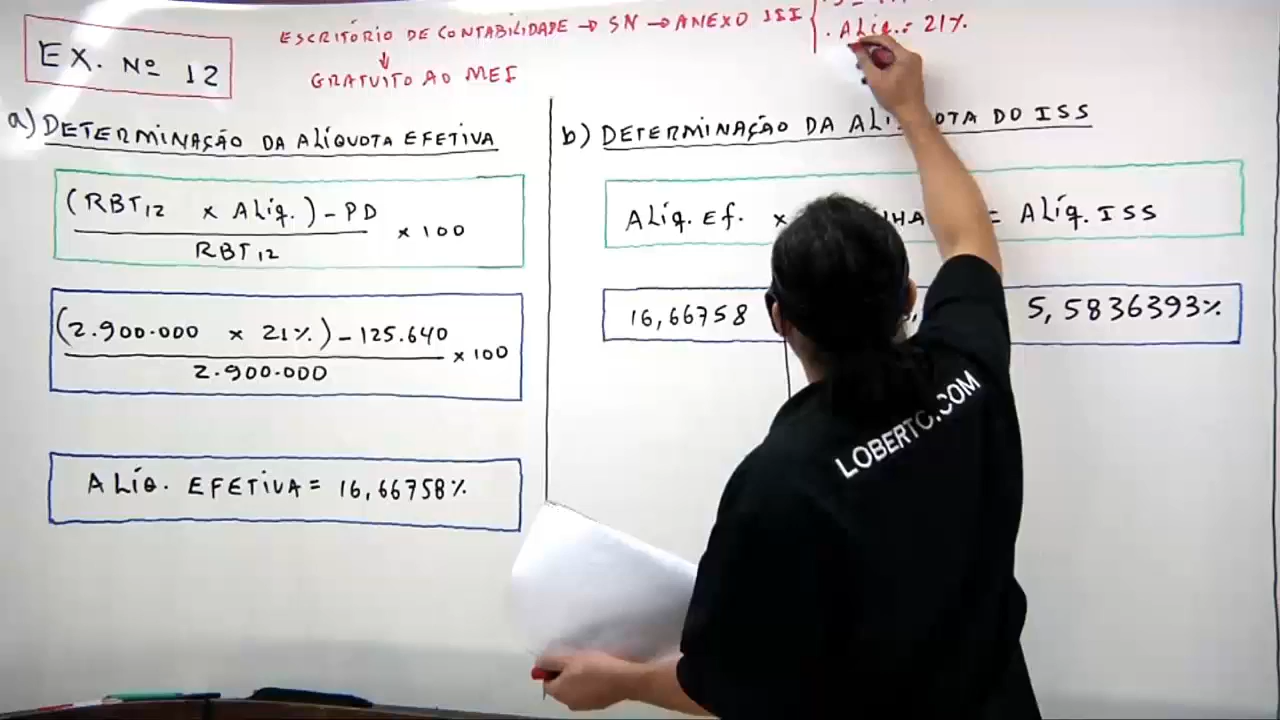 EX. Nº 12
ESCRITÓRIO DE CONTABILIDADE → SN → ANEXO III
. ALíq.: 21%
↓
GRATUITO AO MEI
a) DETERMINAÇÃO DA ALÍQUOTA EFETIVA
(RBT12 x ALíq.) - PD
RBT12
x 100
(2.900.000 x 21%) - 125.640
2.900.000
x 100
ALíQ. EFETIVA = 16,66758%
b) DETERMINAÇÃO DA DO ISS
ALíq. Ef. x = ALíq. ISS
16,66758 5,5836393%
LOBERTO.COM